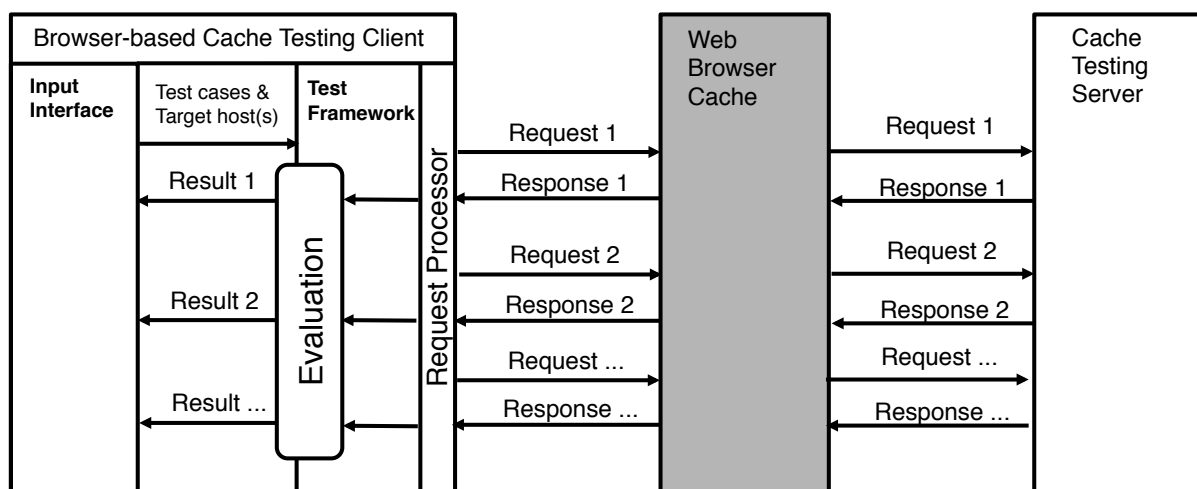 Browser-based Cache Testing Client
Input
Interface
Test cases &
Target host(s)
Test
Framework
Result 1
Result 2
Result ...
Evaluation
Request Processor
Request 1
Response 1
Request 2
Response 2
Request ...
Response ...
Web
Browser
Cache
Request 1
Response 1
Request 2
Response 2
Request ...
Response ...
Cache
Testing
Server